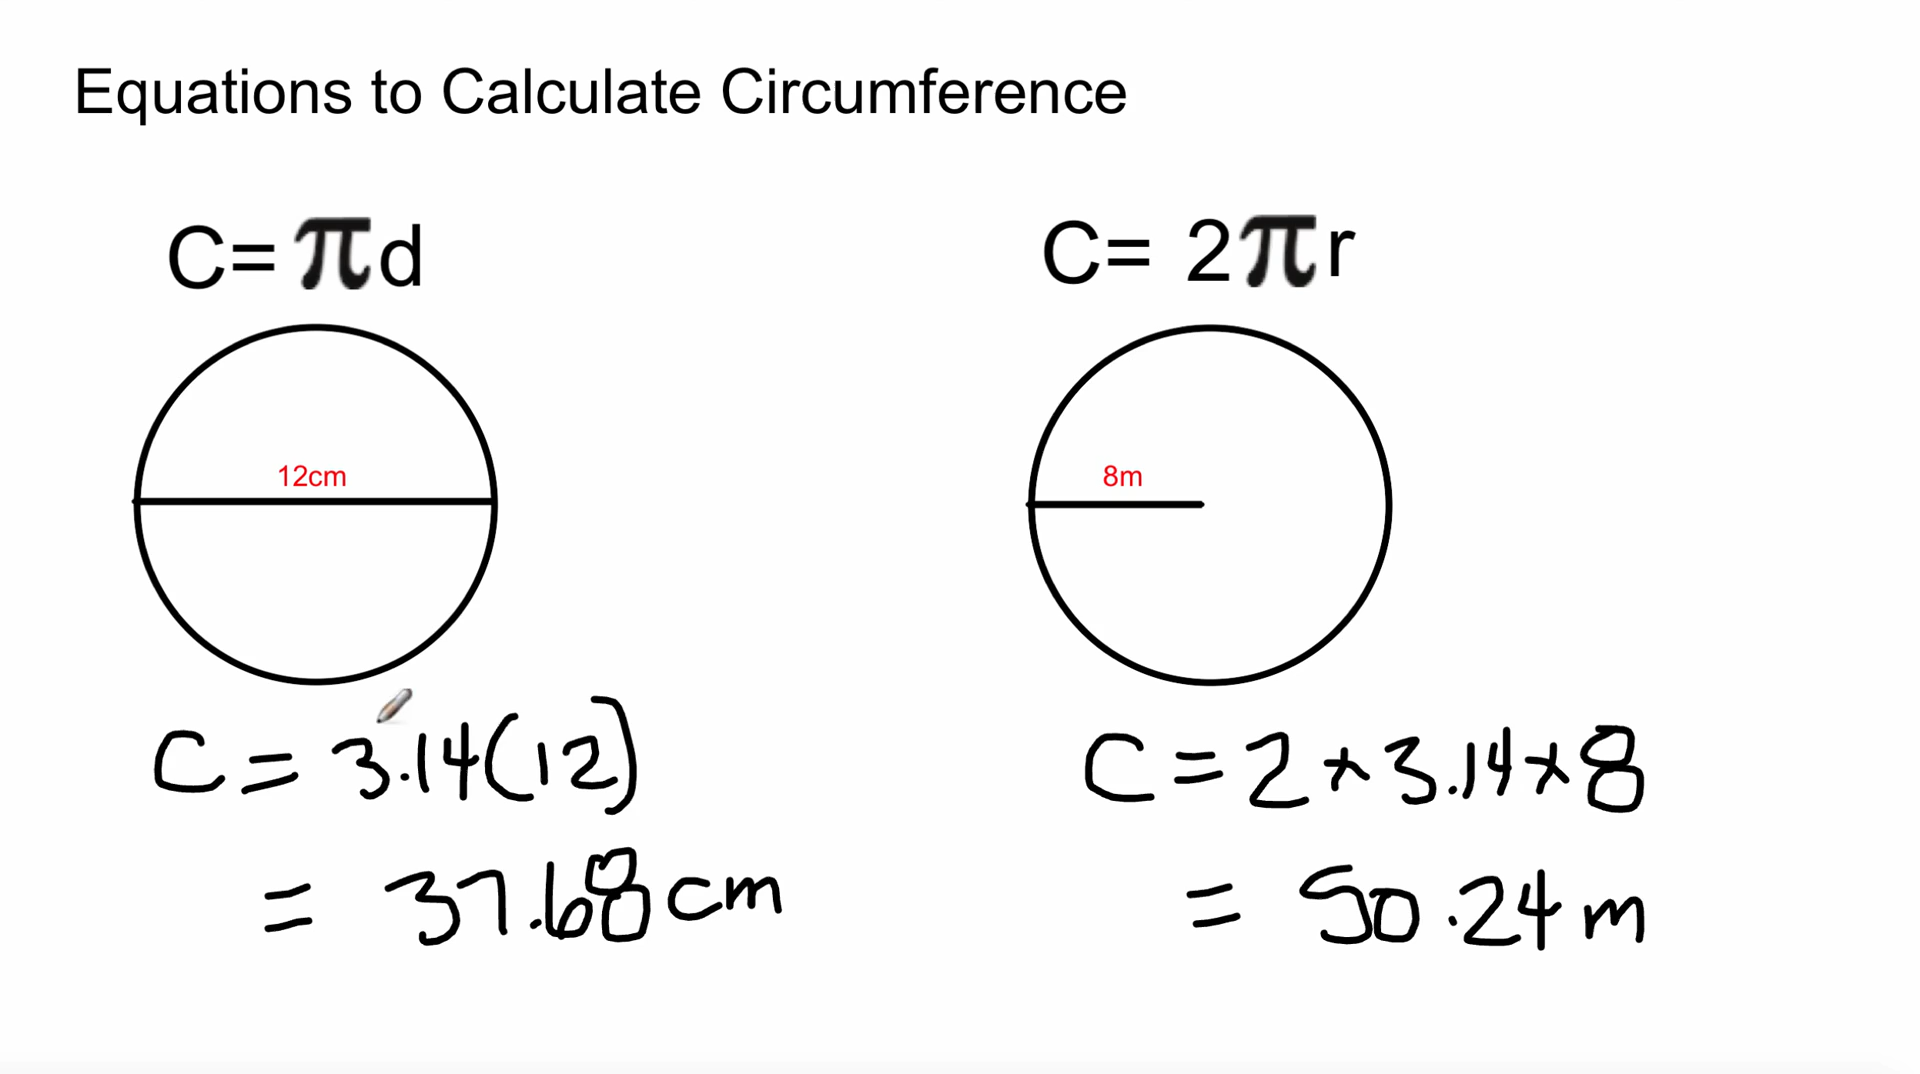 Equations to Calculate Circumference
C= πd
12cm
C = 3.14(12)
= 37.68cm
C= 2πr
8m
C = 2 × 3.14 × 8
= 50.24 m